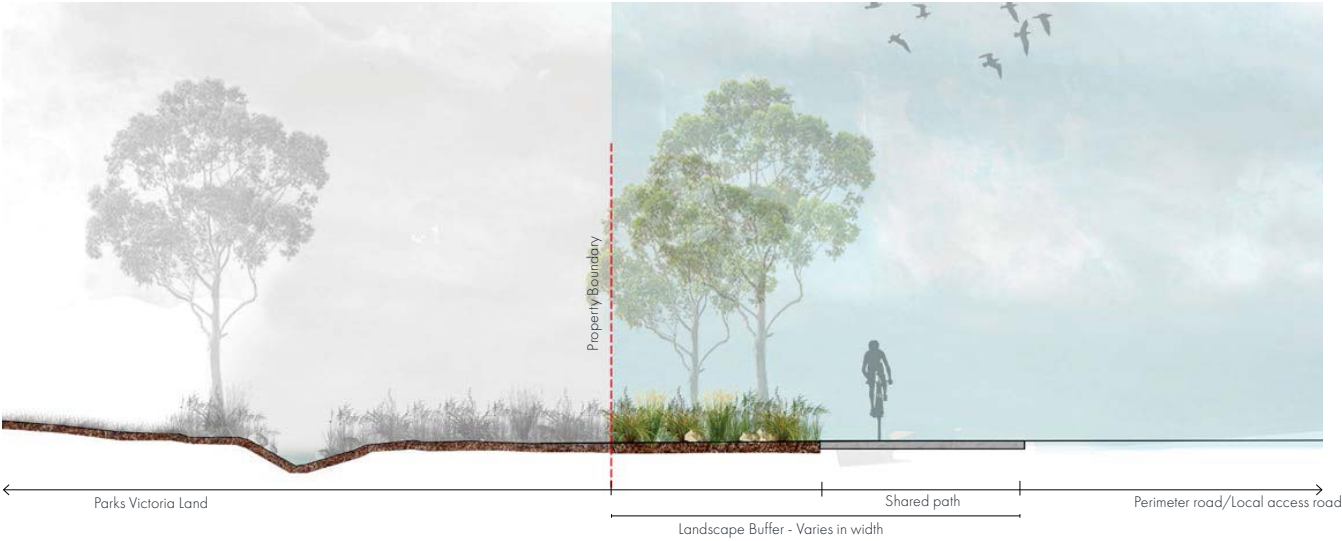 Property Boundary
Parks Victoria Land
Shared path
Perimeter road/Local access road
Landscape Buffer - Varies in width